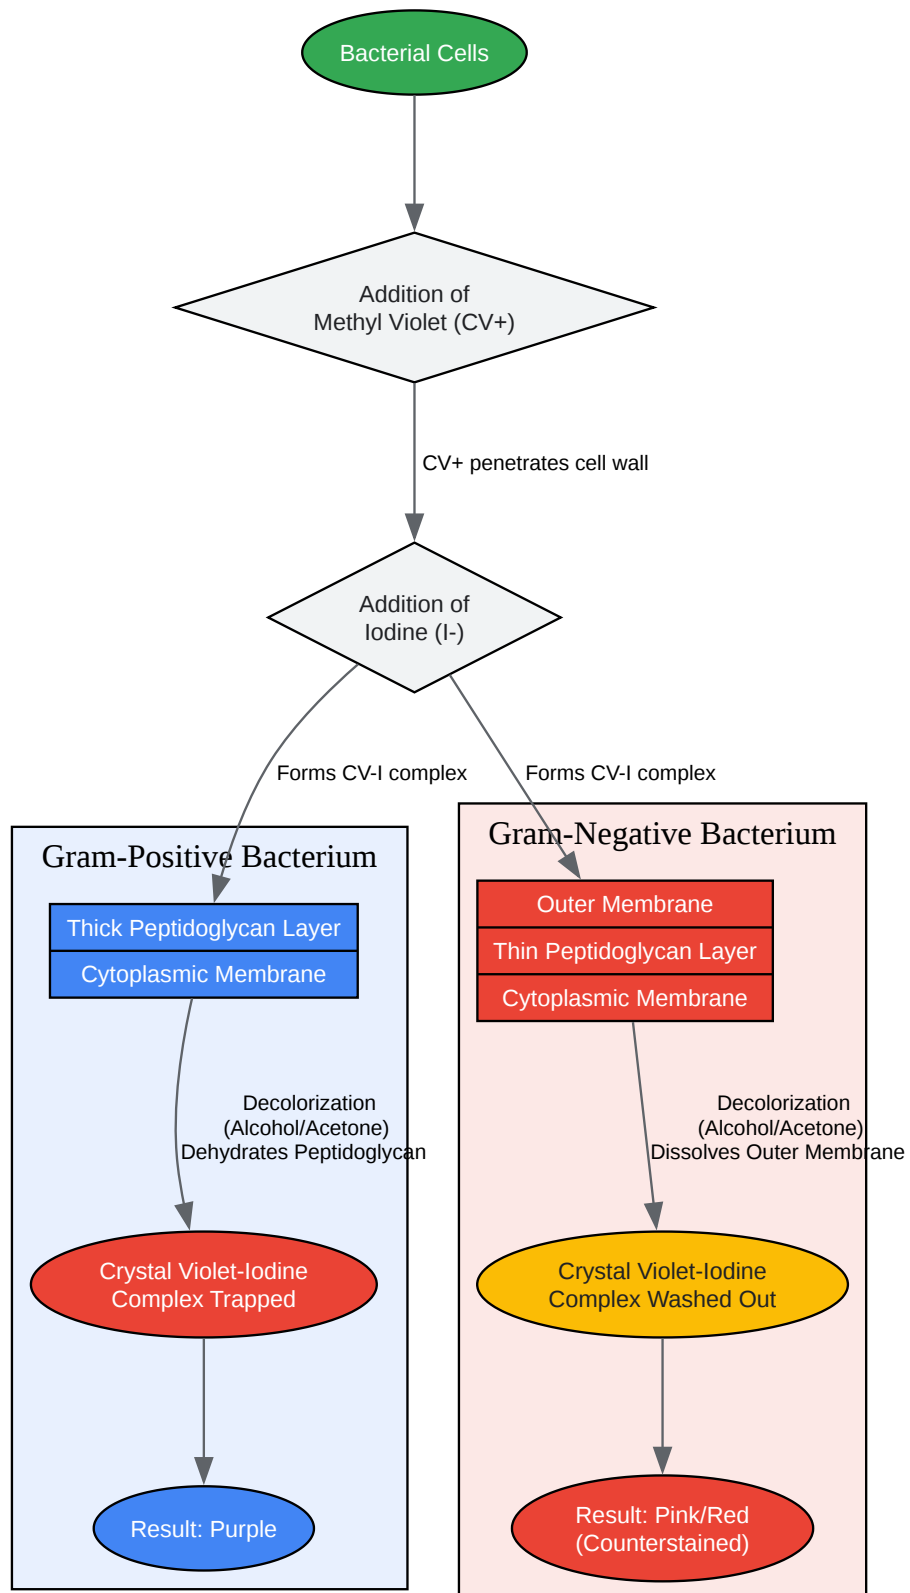 Bacterial Cells
Addition of
Methyl Violet (CV+)
CV+ penetrates cell wall
Addition of
Iodine (I-)
Forms CV-I complex
Forms CV-I complex
Gram-Positive Bacterium
Thick Peptidoglycan Layer
Cytoplasmic Membrane
Decolorization
(Alcohol/Acetone)
Dehydrates Peptidoglycan
Crystal Violet-Iodine
Complex Trapped
Result: Purple
Gram-Negative Bacterium
Outer Membrane
Thin Peptidoglycan Layer
Cytoplasmic Membrane
Decolorization
(Alcohol/Acetone)
Dissolves Outer Membrane
Crystal Violet-Iodine
Complex Washed Out
Result: Pink/Red
(Counterstained)